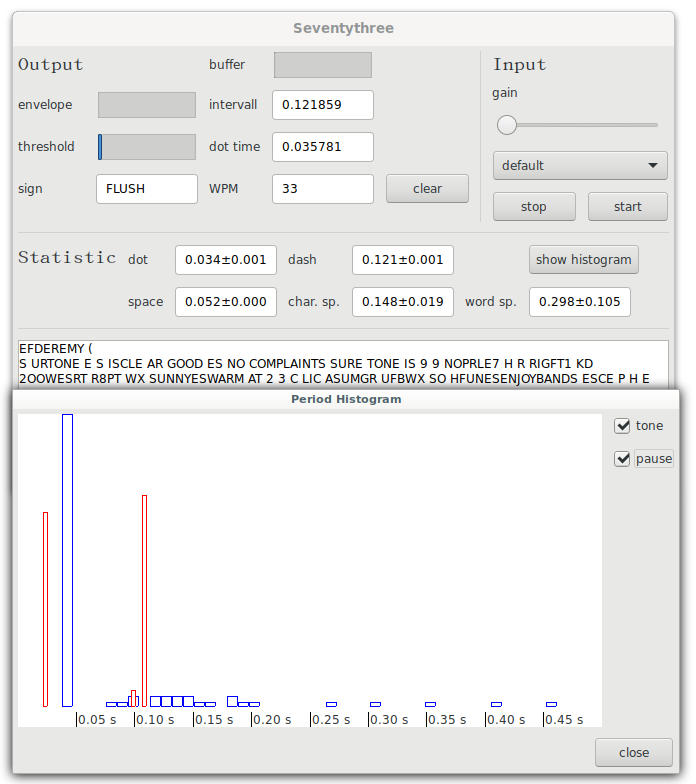 Seventythree
Output
buffer
Input
envelope
intervall
0.121859
gain
threshold
dot time
0.035781
default
sign
FLUSH
WPM
33
clear
stop
start
Statistic
dot
0.034±0.001
dash
0.121±0.001
show histogram
space
0.052±0.000
char. sp.
0.148±0.019
word sp.
0.298±0.105
EFDEREMY (
S URTONE E S ISCLE AR GOOD ES NO COMPLAINTS SURE TONE IS 9 9 NOPRLE7 H R RIGFT1 KD
2OOWESRT R8PT WX SUNNYESWARM AT 2 3 C LIC ASUMGR UFBWX SO HFUNESENJOYBANDS ESCE P H E
Period Histogram
tone
pause
0.05 s
0.10 s
0.15 s
0.20 s
0.25 s
0.30 s
0.35 s
0.40 s
0.45 s
close